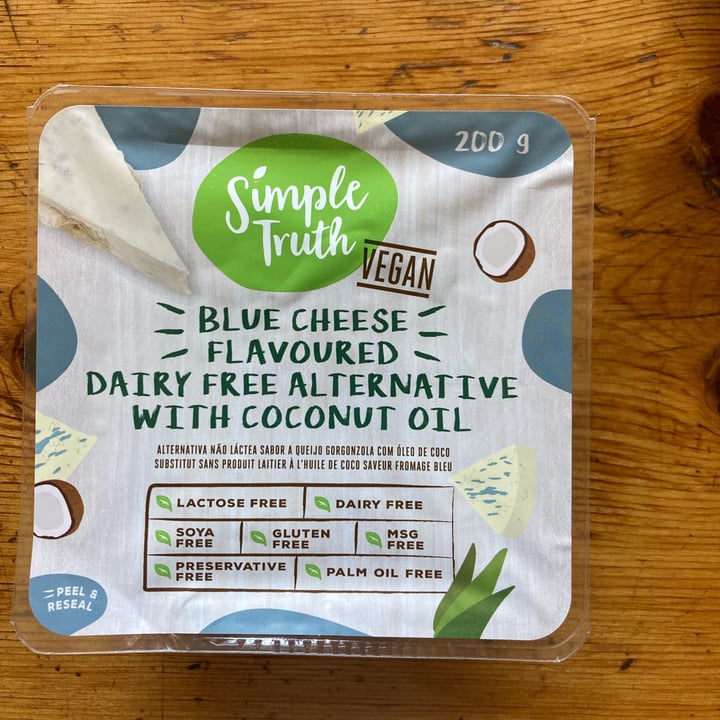 200 g
Simple
Truth
VEGAN
BLUE CHEESE
FLAVOURED
DAIRY FREE ALTERNATIVE
WITH COCONUT OIL
ALTERNATIVA NÃO LÁCTEA SABOR A QUEIJO GORGONZOLA COM ÓLEO DE COCO
SUBSTITUT SANS PRODUIT LAITIER À L'HUILE DE COCO SAVEUR FROMAGE BLEU
LACTOSE FREE
DAIRY FREE
SOYA
FREE
GLUTEN
FREE
MSG
FREE
PRESERVATIVE
FREE
PALM OIL FREE
PEEL &
RESEAL